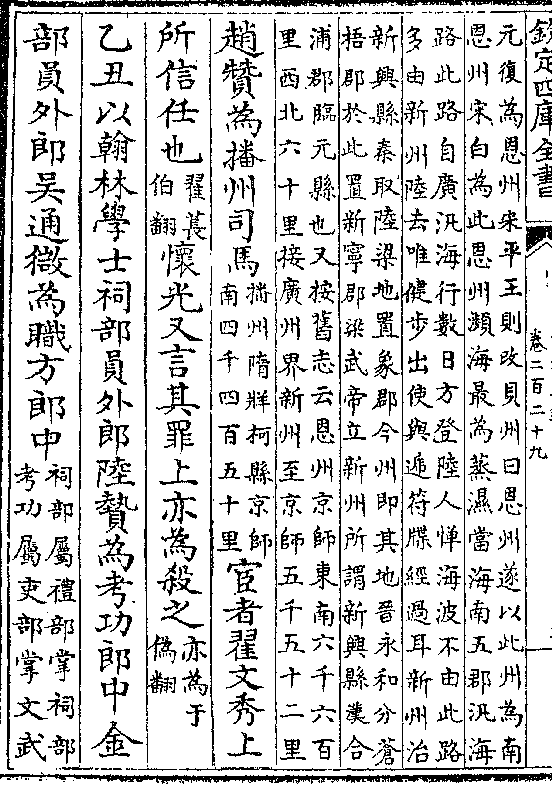 欽定四庫全書
卷二百二十九
元復為恩州宋平王則改貝州曰恩州遂以此州為南
恩州宋白為此恩州瀕海最為蒸濕當海南五郡汎海
路此路自廣汎海行數日方登陸人憚海波不由此路
多由新州陸去唯健步出使與遞符牒經過耳新州治
新興縣秦取陸梁地置象郡今州即其地晉永和分蒼
梧郡於此置新寧郡梁武帝立新州所謂新興縣漢合
浦郡臨元縣也又按舊志云恩州京師東南六千六百
里西北六十里接廣州界新州至京師五千五十二里
趙贊為播州司馬播州隋牂柯縣京師南四千四百五十里宦者翟文秀上
所信任也翟萇伯翻懷光又言其罪上亦為殺之亦為于偽翻
乙丑以翰林學士祠部員外郎陸贄為考功郎中金
部員外郎吳通微為職方郎中祠部屬禮部掌祠部考功屬吏部掌文武